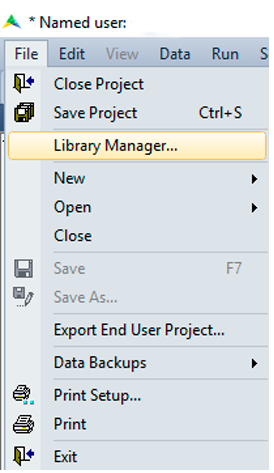 * Named user:
File Edit View Data Run S
Close Project
Save Project Ctrl+S
Library Manager...
New
Open
Close
Save F7
Save As...
Export End User Project...
Data Backups
Print Setup...
Print
Exit